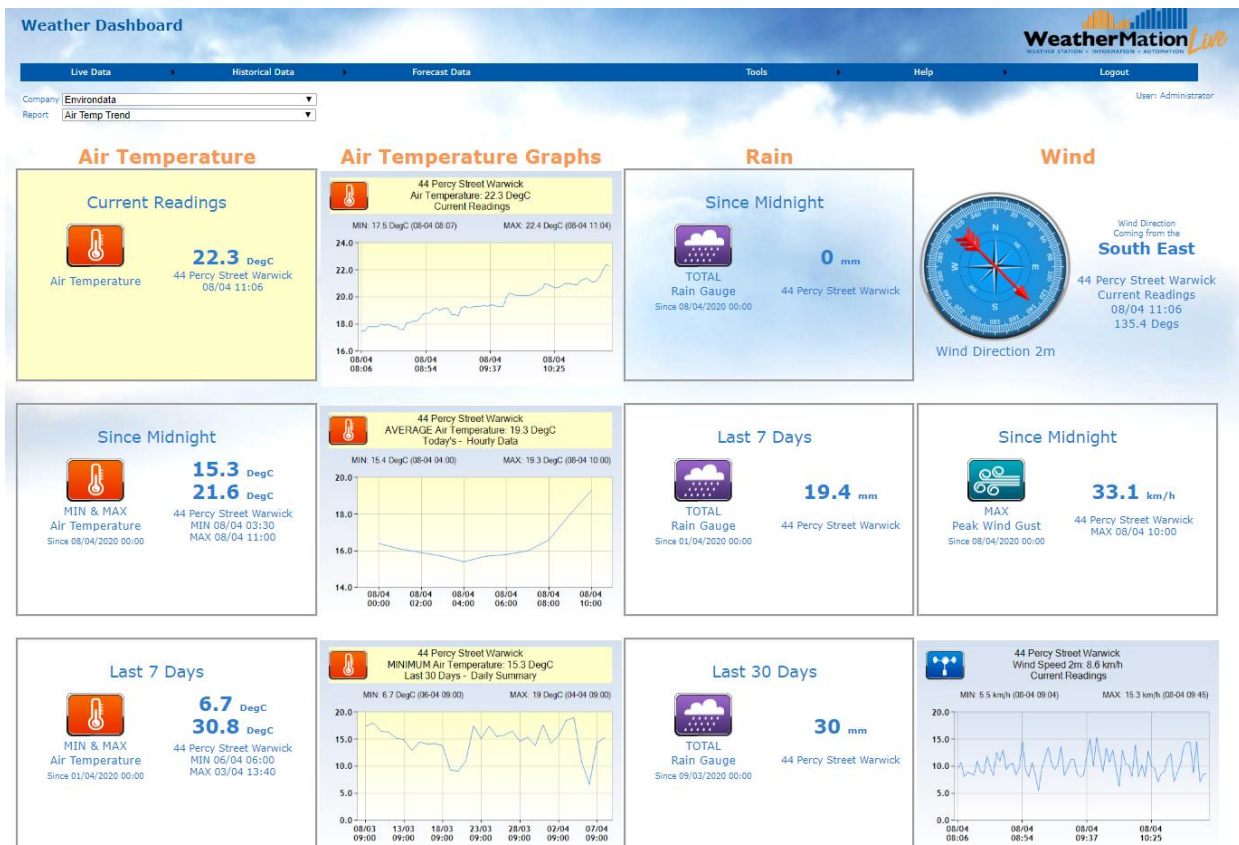 Weather Dashboard
WeatherMation Live
WEATHER STATION • INFORMATION • AUTOMATION
Live Data Historical Data Forecast Data Tools Help Logout
Company Environdata
User: Administrator
Report Air Temp Trend
Air Temperature
Current Readings
22.3 DegC
Air Temperature
44 Percy Street Warwick
08/04 11:06
Since Midnight
15.3 DegC
21.6 DegC
MIN & MAX
Air Temperature
Since 08/04/2020 00:00
44 Percy Street Warwick
MIN 08/04 03:30
MAX 08/04 11:00
Last 7 Days
6.7 DegC
30.8 DegC
MIN & MAX
Air Temperature
Since 01/04/2020 00:00
44 Percy Street Warwick
MIN 06/04 06:00
MAX 03/04 13:40
Air Temperature Graphs
44 Percy Street Warwick
Air Temperature: 22.3 DegC
Current Readings
MIN: 17.5 DegC (08-04 08:07) MAX: 22.4 DegC (08-04 11:04)
24.0
22.0
20.0
18.0
16.0
08/04 08/04 08/04 08/04
08:06 08:54 09:37 10:25
44 Percy Street Warwick
AVERAGE Air Temperature: 19.3 DegC
Today's - Hourly Data
MIN: 15.4 DegC (08-04 04:00) MAX: 19.3 DegC (08-04 10:00)
20.0
18.0
16.0
14.0
08/04 08/04 08/04 08/04 08/04 08/04
00:00 02:00 04:00 06:00 08:00 10:00
44 Percy Street Warwick
MINIMUM Air Temperature: 15.3 DegC
Last 30 Days - Daily Summary
MIN: 6.7 DegC (06-04 09:00) MAX: 19 DegC (04-04 09:00)
20.0
15.0
10.0
5.0
0.0
08/03 13/03 18/03 23/03 28/03 02/04 07/04
09:00 09:00 09:00 09:00 09:00 09:00 09:00
Rain
Since Midnight
0 mm
TOTAL
Rain Gauge
Since 08/04/2020 00:00
44 Percy Street Warwick
Last 7 Days
19.4 mm
TOTAL
Rain Gauge
Since 01/04/2020 00:00
44 Percy Street Warwick
Last 30 Days
30 mm
TOTAL
Rain Gauge
Since 09/03/2020 00:00
44 Percy Street Warwick
Wind
N
W
S
Wind Direction 2m
Wind Direction
Coming from the
South East
44 Percy Street Warwick
Current Readings
08/04 11:06
135.4 Degs
Since Midnight
33.1 km/h
MAX
Peak Wind Gust
Since 08/04/2020 00:00
44 Percy Street Warwick
MAX 08/04 10:00
44 Percy Street Warwick
Wind Speed 2m: 8.6 km/h
Current Readings
MIN: 5.5 km/h (08-04 09:04) MAX: 15.3 km/h (08-04 09:45)
20.0
15.0
10.0
5.0
0.0
08/04 08/04 08/04 08/04
08:06 08:54 09:37 10:25